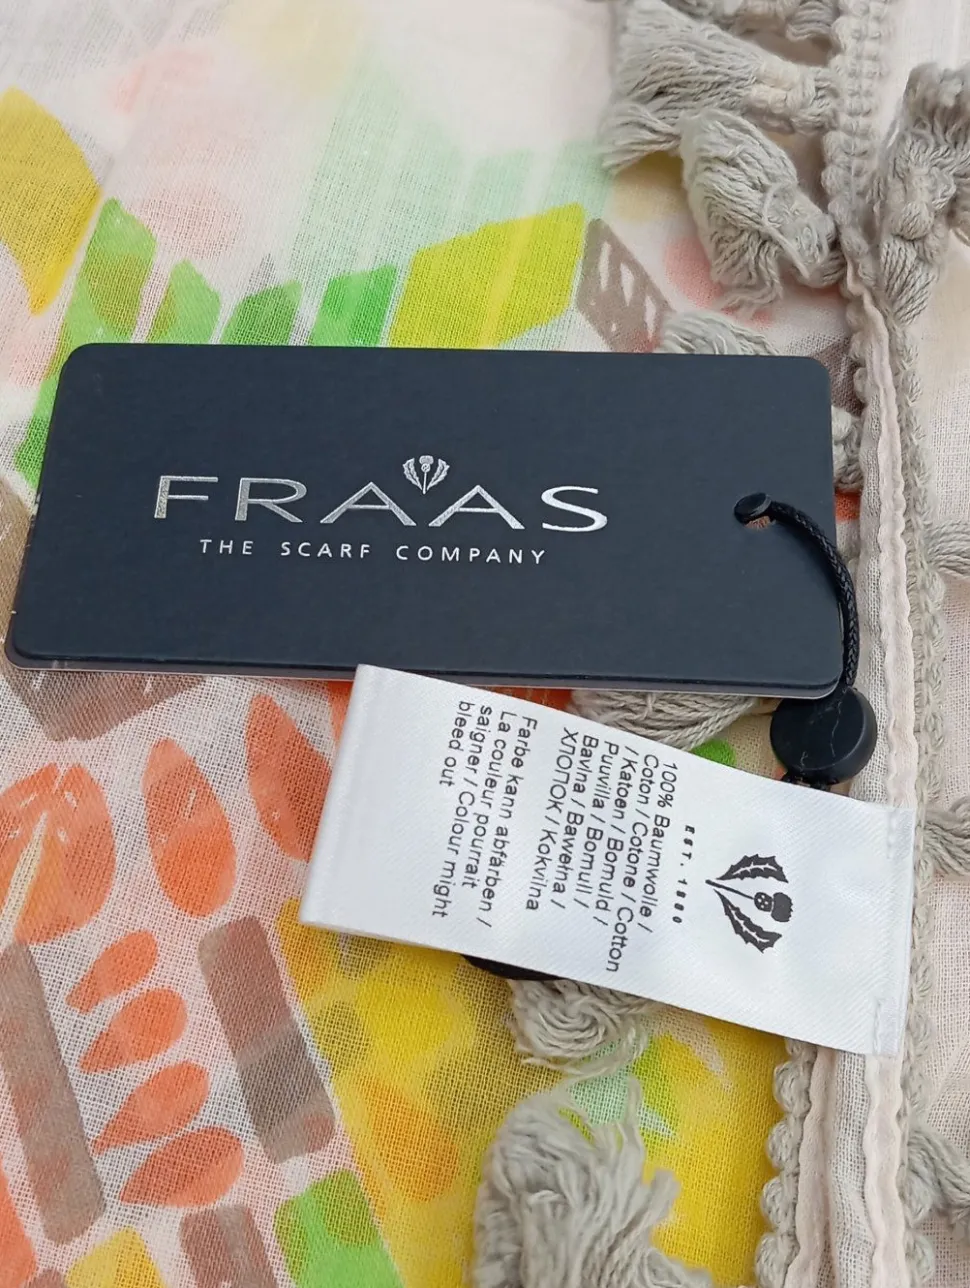 FRAAS
THE SCARF COMPANY
EST. 1880
100% Baumwolle /
Coton / Cotone / Cotton
/ Katoen / Bomuld /
Puuvilla / Bomull /
Bavlna / Bawełna /
ХЛОПОК / Kokvilna
Farbe kann abfärben /
La couleur pourrait
saigner / Colour might
bleed out